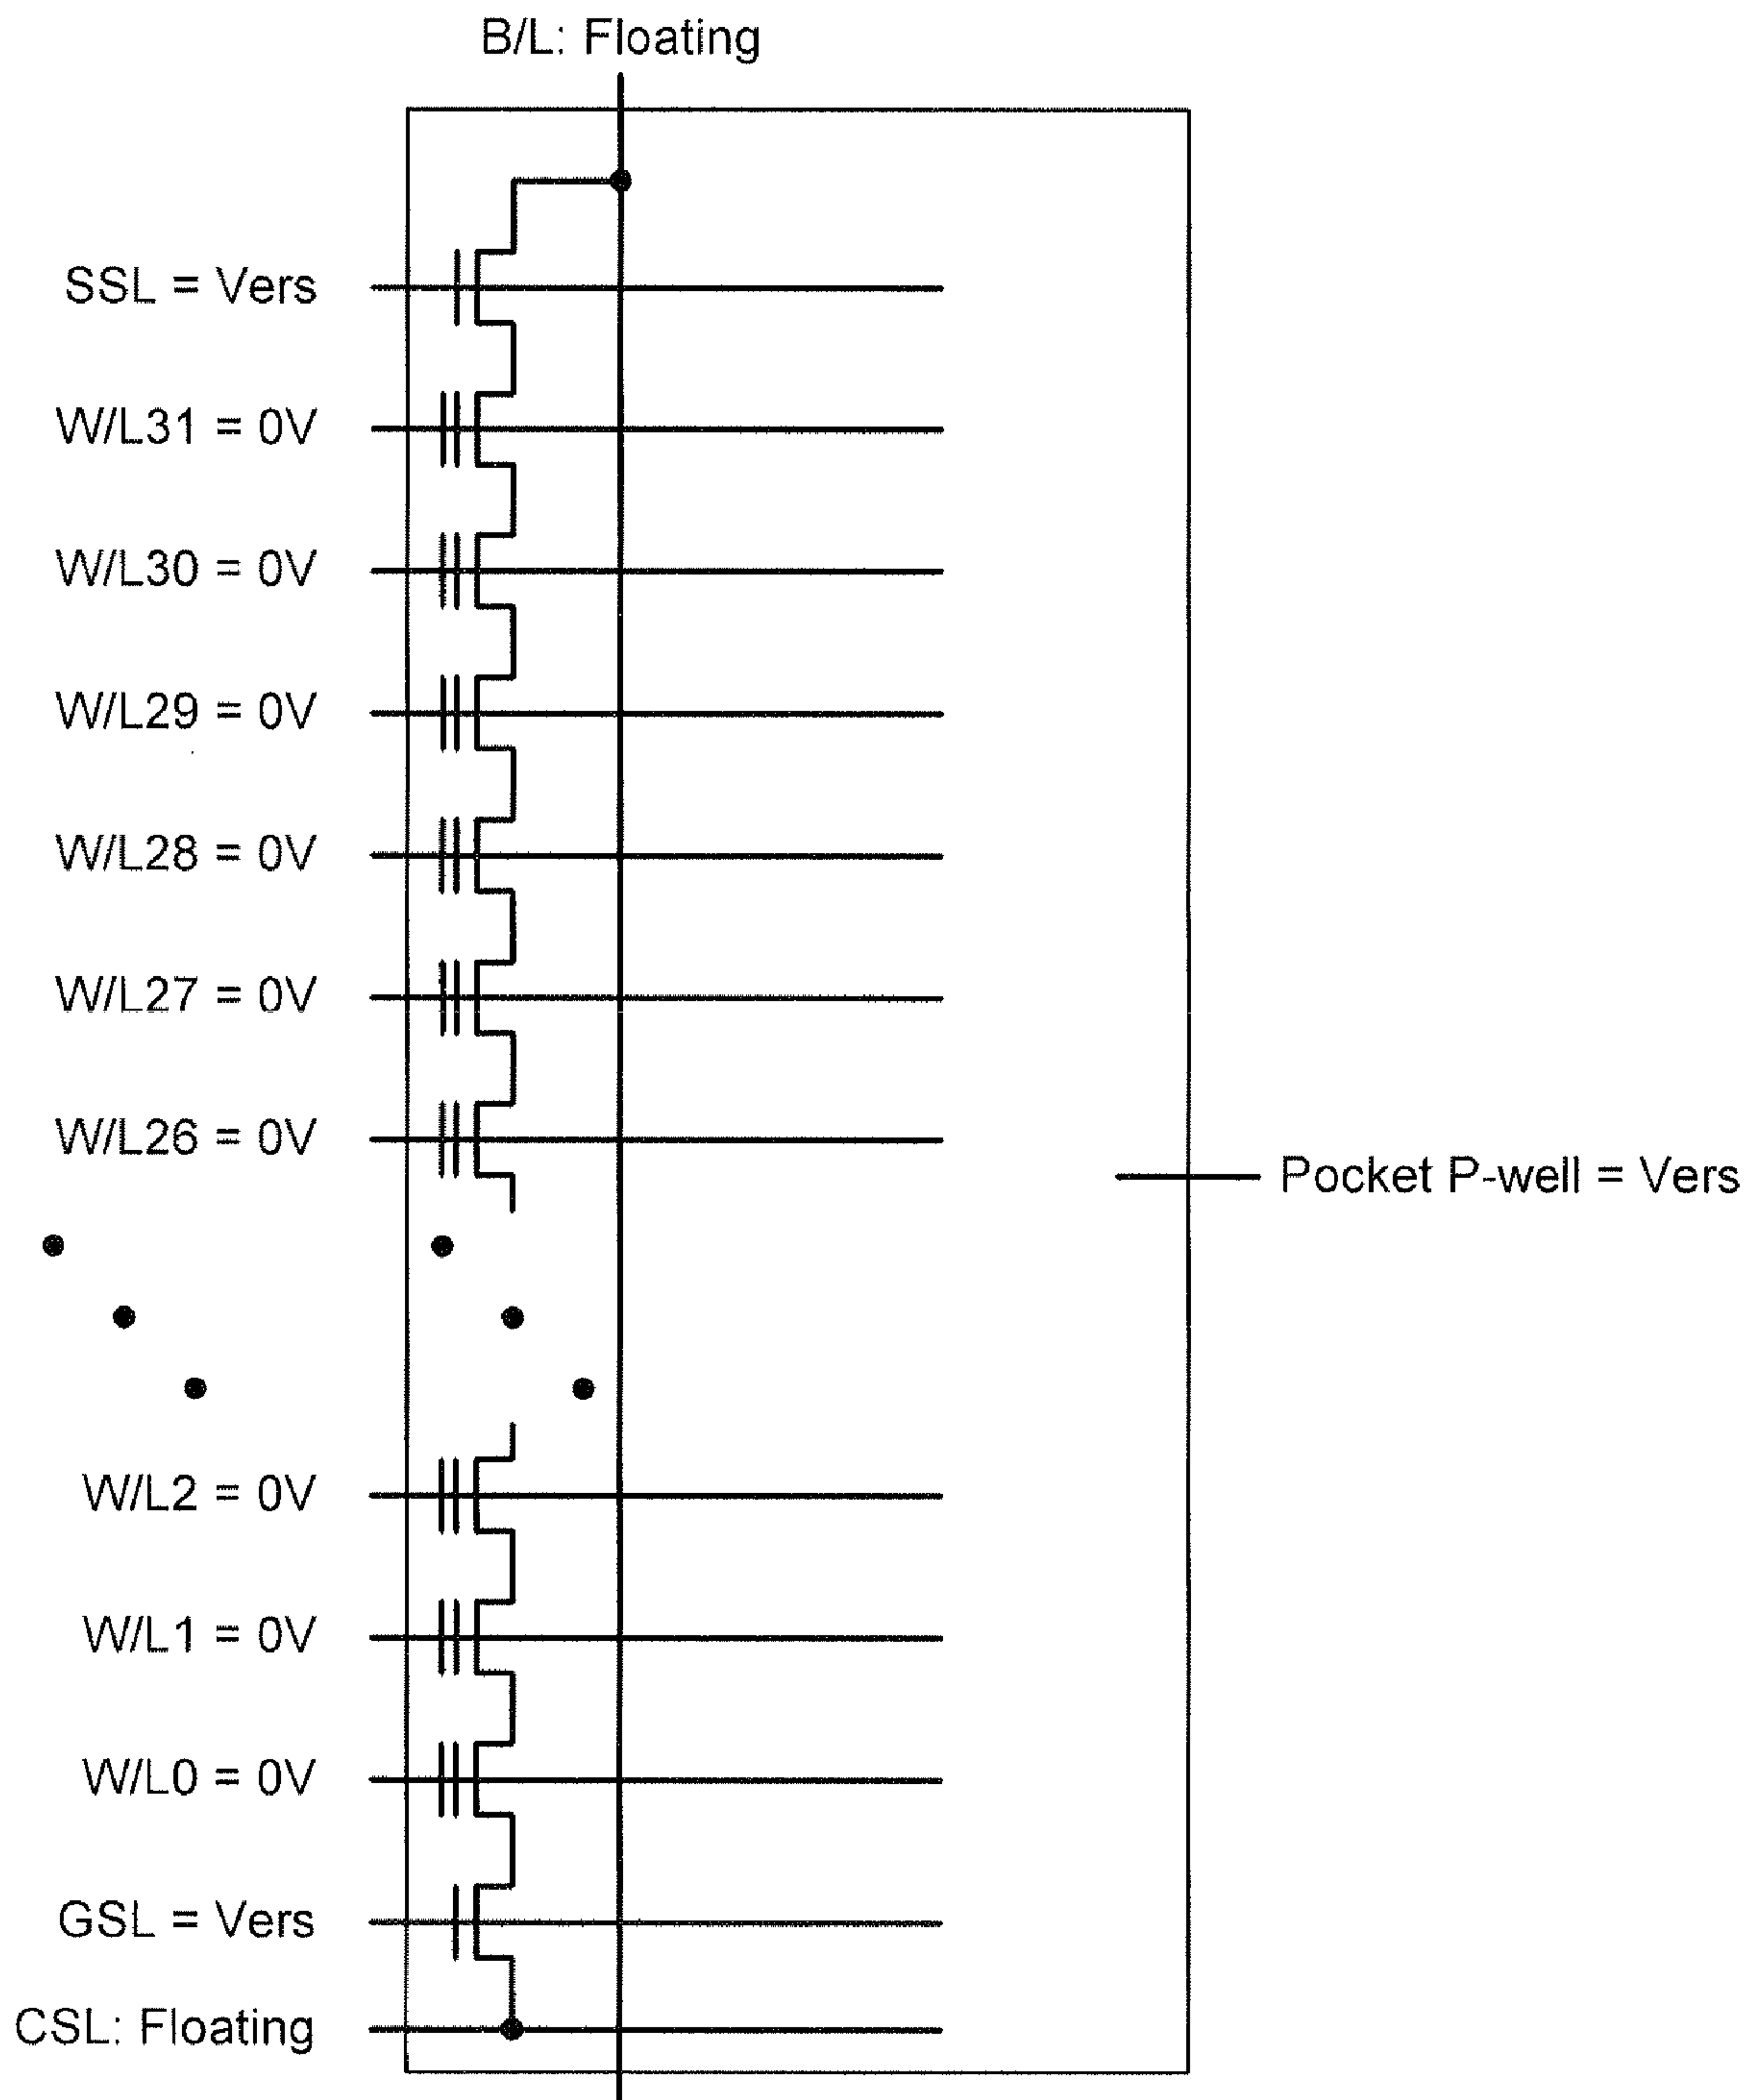 B/L: Floating
SSL = Vers
W/L31 = 0V
W/L30 = 0V
W/L29 = 0V
W/L28 = 0V
W/L27 = 0V
W/L26 = 0V
Pocket P-well = Vers
W/L2 = 0V
W/L1 = 0V
W/L0 = 0V
GSL = Vers
CSL: Floating